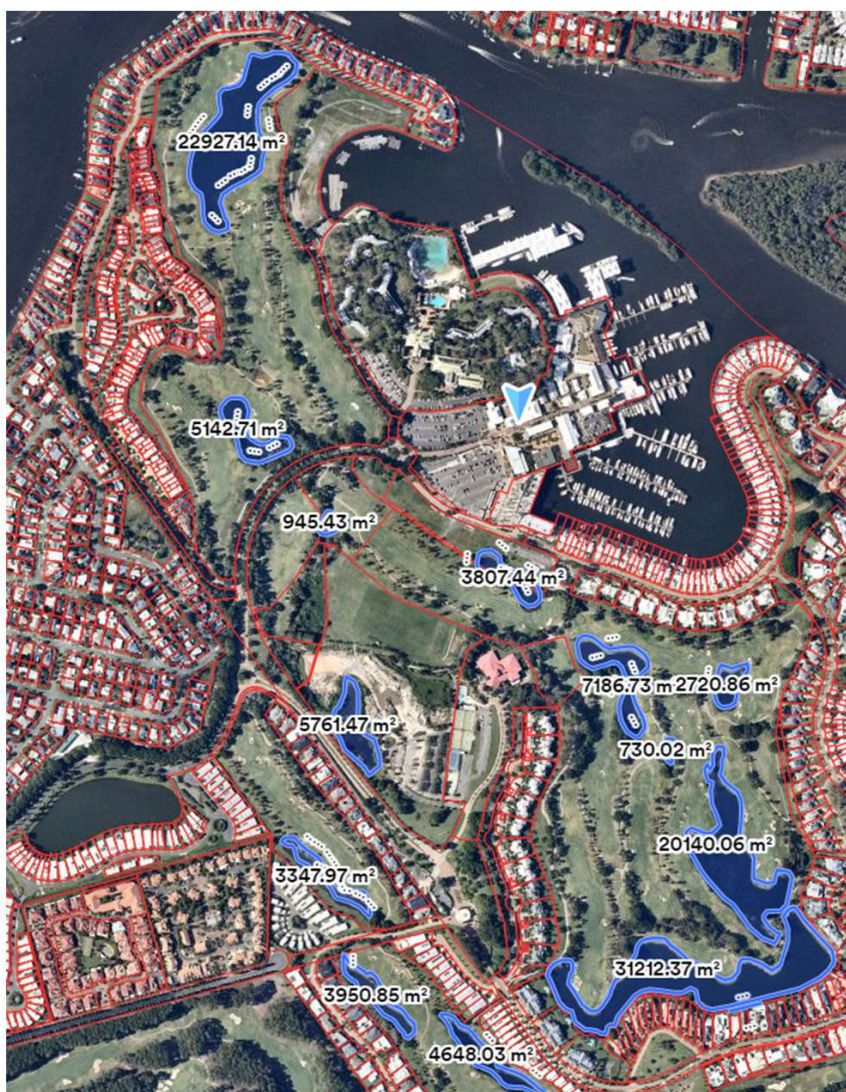 22927.14 m²
5142.71 m²
945.43 m²
3807.44 m²
7186.73 m
2720.86 m²
5761.47 m²
730.02 m²
20140.06 m²
3347.97 m²
31212.37 m²
3950.85 m²
4648.03 m²